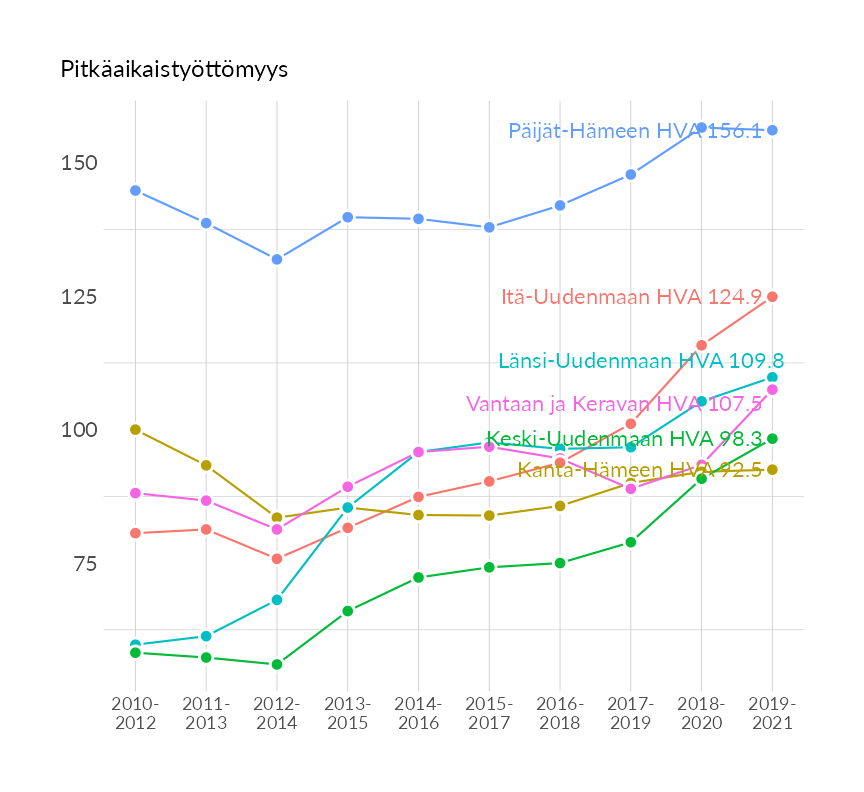 Pitkäaikaistyöttömyys
Päijät-Hämeen HVA 156.1
150
Itä-Uudenmaan HVA 124.9
125
Länsi-Uudenmaan HVA 109.8
Vantaan ja Keravan HVA 107.5
100
Keski-Uudenmaan HVA 98.3
Kanta-Hämeen HVA 92.5
75
2010- 2011- 2012- 2013- 2014- 2015- 2016- 2017- 2018- 2019-
2012 2013 2014 2015 2016 2017 2018 2019 2020 2021